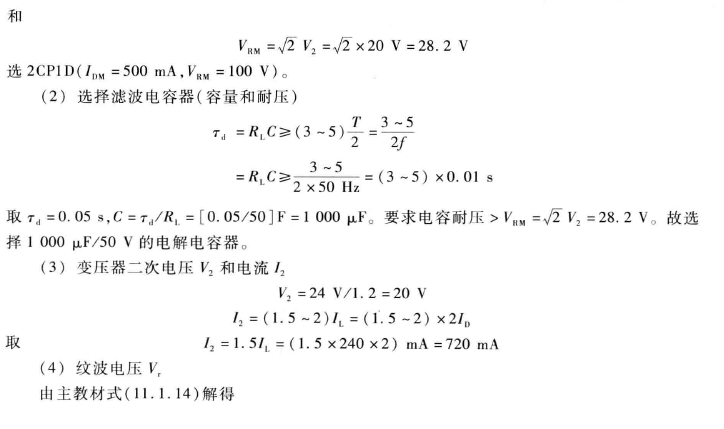 和
V_RM = √2 V₂ = √2 × 20 V = 28. 2 V
选 2CP1D(I_DM = 500 mA, V_RM = 100 V)。
(2) 选择滤波电容器(容量和耐压)
τ_d = R_L C ≥ (3 ~ 5) T/2 = 3 ~ 5/2f
= R_L C ≥ 3 ~ 5/2 × 50 Hz = (3 ~ 5) × 0. 01 s
取 τ_d = 0. 05 s, C = τ_d/R_L = [0. 05/50] F = 1 000 μF。要求电容耐压 > V_RM = √2 V₂ = 28. 2 V。故选
择 1 000 μF/50 V 的电解电容器。
(3) 变压器二次电压 V₂ 和电流 I₂
V₂ = 24 V/1. 2 = 20 V
I₂ = (1. 5 ~ 2) I_L = (1. 5 ~ 2) × 2I_D
取 I₂ = 1. 5I_L = (1. 5 × 240 × 2) mA = 720 mA
(4) 纹波电压 V_r
由主教材式(11. 1. 14)解得